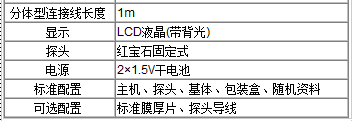 分体型连接线长度 1m
显示 LCD液晶(带背光)
探头 红宝石固定式
电源 2×1.5V干电池
标准配置 主机、探头、基体、包装盒、随机资料
可选配置 标准膜厚片、探头导线